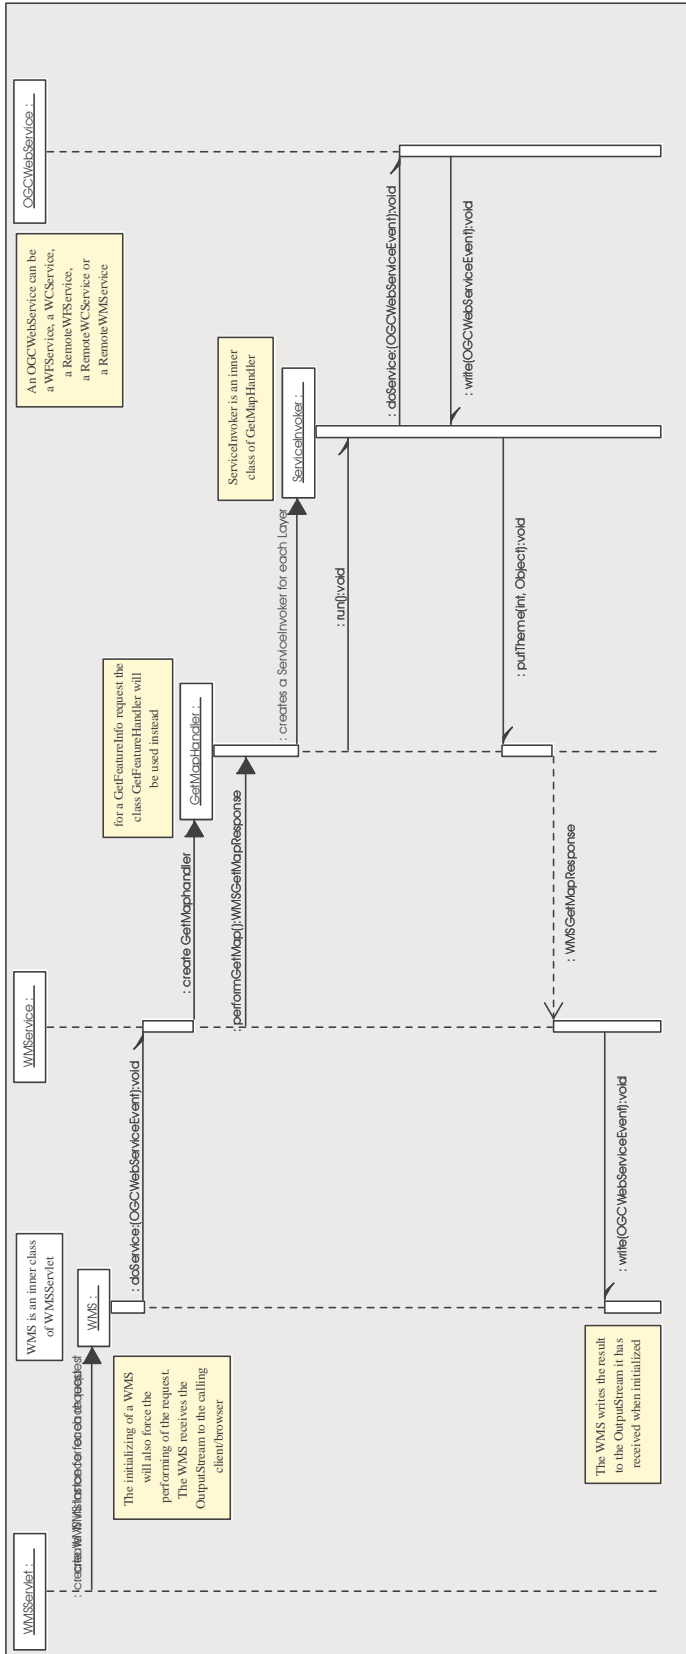 WMSServlet :
WMS is an inner class
of WMSServlet
WMService :
An OGCWebService can be
a WFService, a WCService,
a RemoteWFService,
a RemoteWCService or
a RemoteWMService
OGCWebService :
WMS :
The initializing of a WMS
will also force the
performing of the request.
The WMS receives the
OutputStream to the calling
client/browser
: doService:(OGCWebServiceEvent):void
for a GetFeatureInfo request the
class GetFeatureHandler will
be used instead
: create GetMaphandler
GetMapHandler :
: performGetMap():WMSGetMapResponse
ServiceInvoker is an inner
class of GetMapHandler
: creates a ServiceInvoker for each Layer
ServiceInvoker :
: run():void
: doService:(OGCWebServiceEvent):void
: write(OGCWebServiceEvent):void
: putTheme(int, Object):void
: WMSGetMapResponse
: write(OGCWebServiceEvent):void
The WMS writes the result
to the OutputStream it has
received when initialized